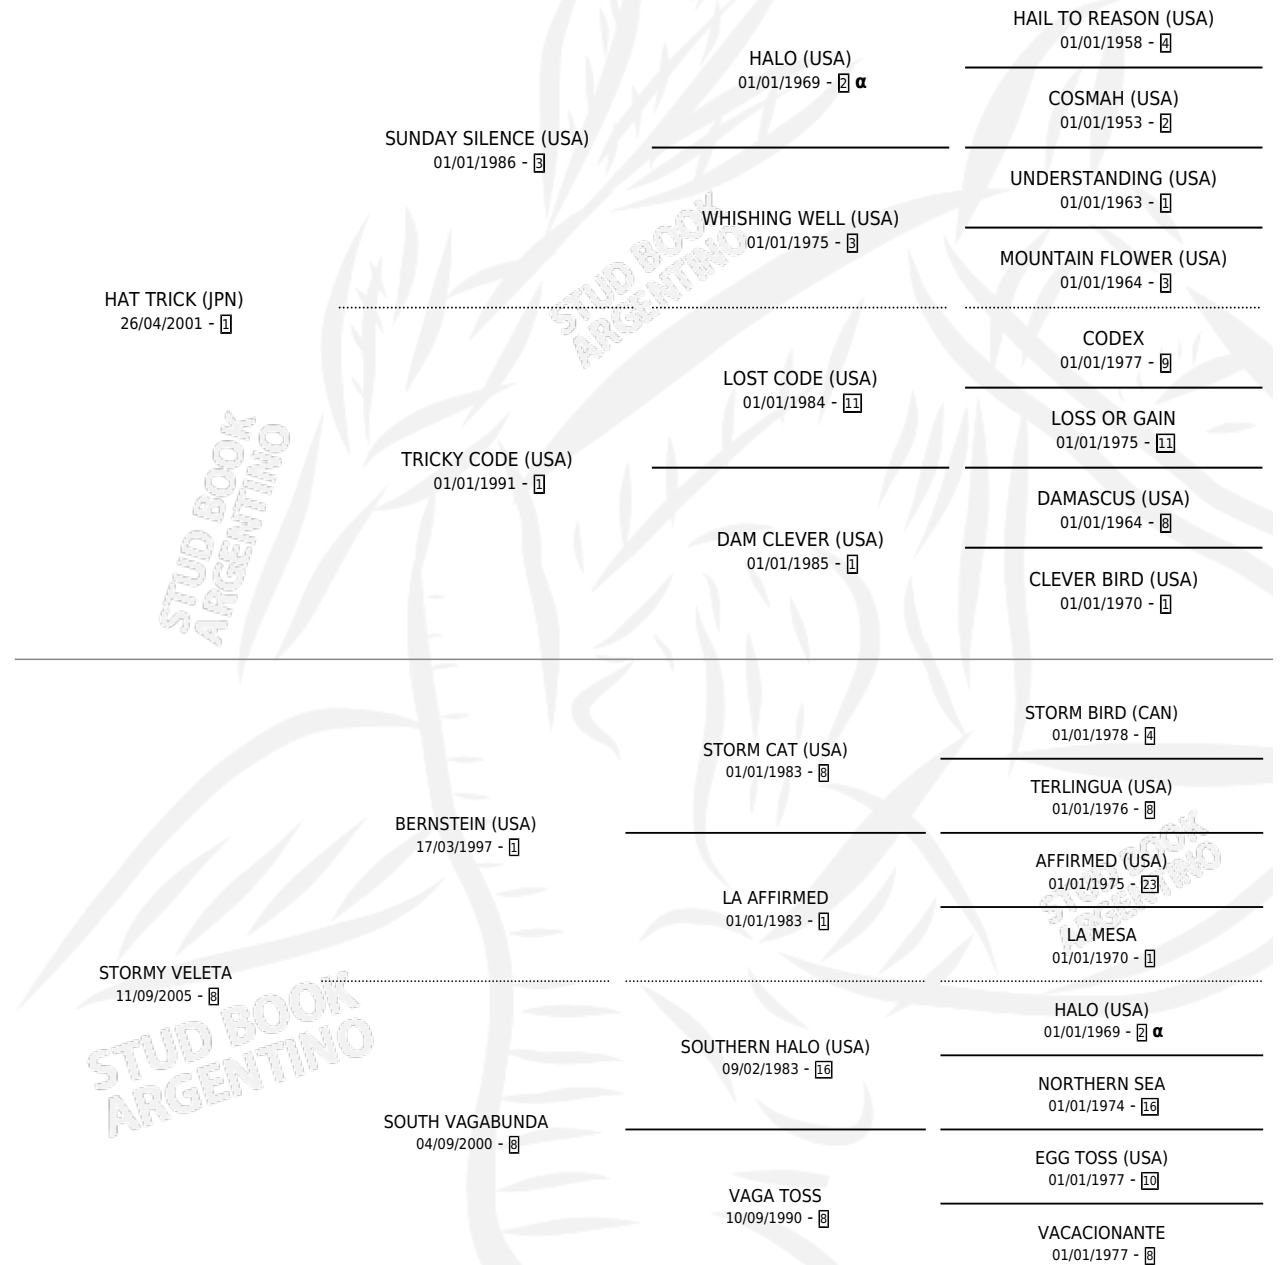 HAIL TO REASON (USA)
01/01/1958 - 4
HALO (USA)
01/01/1969 - 2 α
COSMAH (USA)
01/01/1953 - 2
SUNDAY SILENCE (USA)
01/01/1986 - 3
UNDERSTANDING (USA)
01/01/1963 - 1
WHISHING WELL (USA)
01/01/1975 - 3
MOUNTAIN FLOWER (USA)
01/01/1964 - 3
STUD BOOK
ARGENTINO
HAT TRICK (JPN)
26/04/2001 - 1
CODEX
01/01/1977 - 9
LOST CODE (USA)
01/01/1984 - 11
LOSS OR GAIN
01/01/1975 - 11
TRICKY CODE (USA)
01/01/1991 - 1
DAMASCUS (USA)
01/01/1964 - 8
DAM CLEVER (USA)
01/01/1985 - 1
CLEVER BIRD (USA)
01/01/1970 - 1
STUD BOOK
ARGENTINO
STORM BIRD (CAN)
01/01/1978 - 4
STORM CAT (USA)
01/01/1983 - 8
TERLINGUA (USA)
01/01/1976 - 8
BERNSTEIN (USA)
17/03/1997 - 1
AFFIRMED (USA)
01/01/1975 - 23
LA AFFIRMED
01/01/1983 - 1
LA MESA
01/01/1970 - 1
STUD BOOK
ARGENTINO
STORMY VELETA
11/09/2005 - 8
HALO (USA)
01/01/1969 - 2 α
SOUTHERN HALO (USA)
09/02/1983 - 16
NORTHERN SEA
01/01/1974 - 16
STUD BOOK
ARGENTINO
SOUTH VAGABUNDA
04/09/2000 - 8
EGG TOSS (USA)
01/01/1977 - 10
VAGA TOSS
10/09/1990 - 8
VACACIONANTE
01/01/1977 - 8